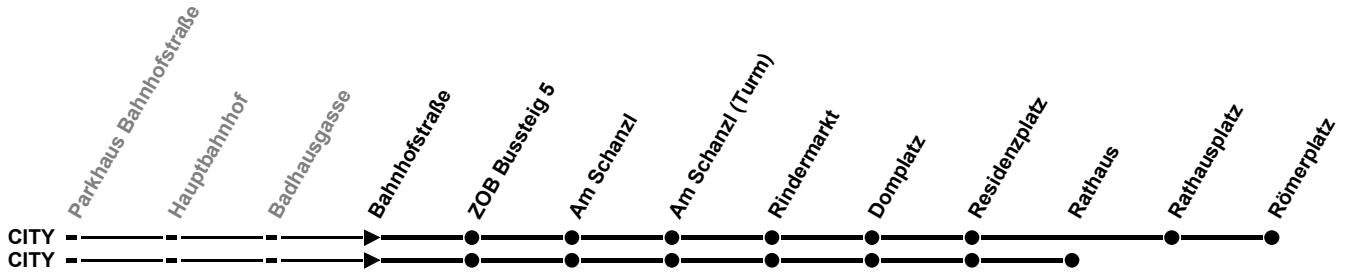 Parkhaus Bahnhofstraße
Hauptbahnhof
Badhausgasse
Bahnhofstraße
ZOB Bussteig 5
Am Schanzl
Am Schanzl (Turm)
Rindermarkt
Domplatz
Residenzplatz
Rathaus
Rathausplatz
Römerplatz
CITY
CITY